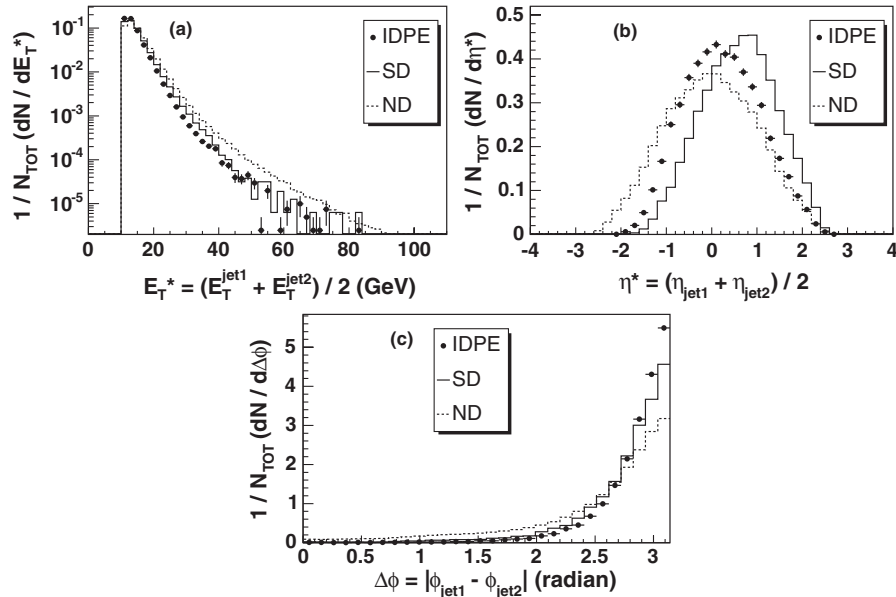 (a)
IDPE
SD
ND
1 / N_TOT (dN / dE_T*)
10^-1
10^-2
10^-3
10^-4
10^-5
0 20 40 60 80 100
E_T* = (E_T^jet1 + E_T^jet2) / 2 (GeV)
(b)
IDPE
SD
ND
1 / N_TOT (dN / dη*)
0.5
0.4
0.3
0.2
0.1
0
-4 -3 -2 -1 0 1 2 3 4
η* = (η_jet1 + η_jet2) / 2
(c)
IDPE
SD
ND
1 / N_TOT (dN / dΔϕ)
5
4
3
2
1
0
0 0.5 1 1.5 2 2.5 3
Δϕ = |ϕ_jet1 - ϕ_jet2| (radian)